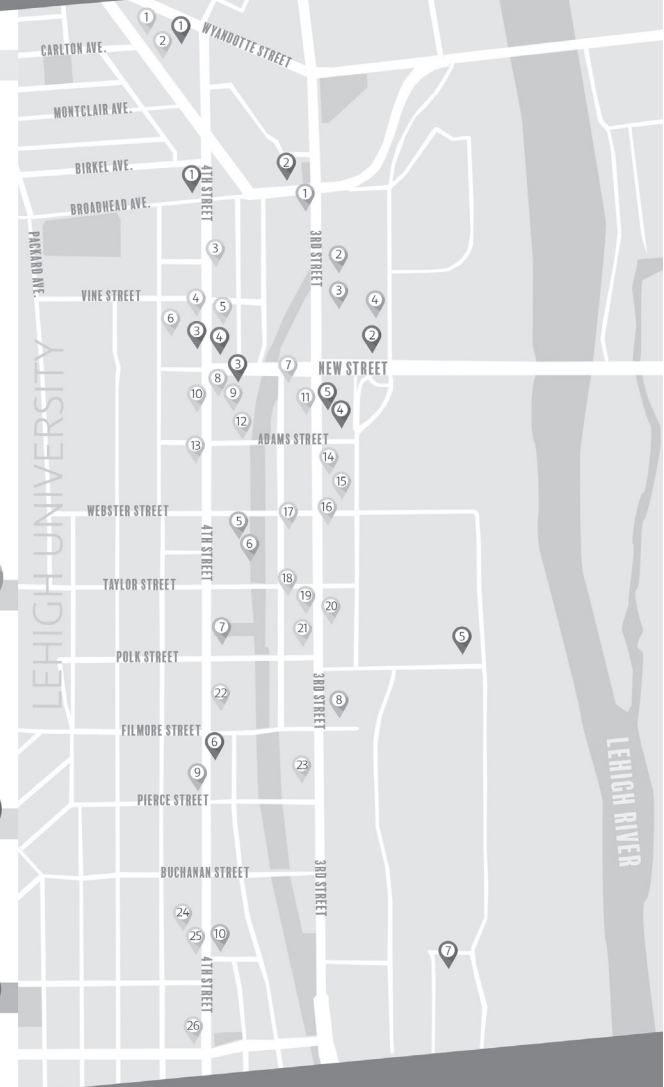 1
1
2
WYANDOTTE STREET
CARLTON AVE.
MONTCLAIR AVE.
BIRKEL AVE.
2
1
4TH STREET
1
BROADHEAD AVE.
PACKARD AVE.
3RD STREET
3
2
VINE STREET
4
5
3
4
6
3
4
2
3
7
NEW STREET
8
10
9
11
5
4
12
ADAMS STREET
13
14
15
LEHIGH UNIVERSITY
WEBSTER STREET
5
17
16
4TH STREET
6
TAYLOR STREET
18
19
20
7
21
5
POLK STREET
22
3RD STREET
8
FILMORE STREET
6
9
23
PIERCE STREET
LEHIGH RIVER
BUCHANAN STREET
3RD STREET
24
25
10
7
4TH STREET
26